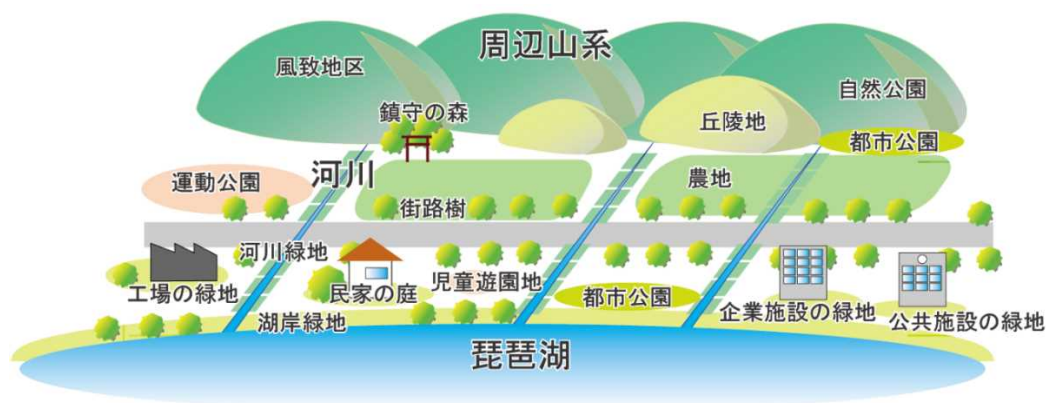 周辺山系
風致地区
自然公園
鎮守の森
丘陵地
都市公園
運動公園
河川
農地
街路樹
河川緑地
児童遊園地
工場の緑地
民家の庭
都市公園
企業施設の緑地
公共施設の緑地
湖岸緑地
琵琶湖